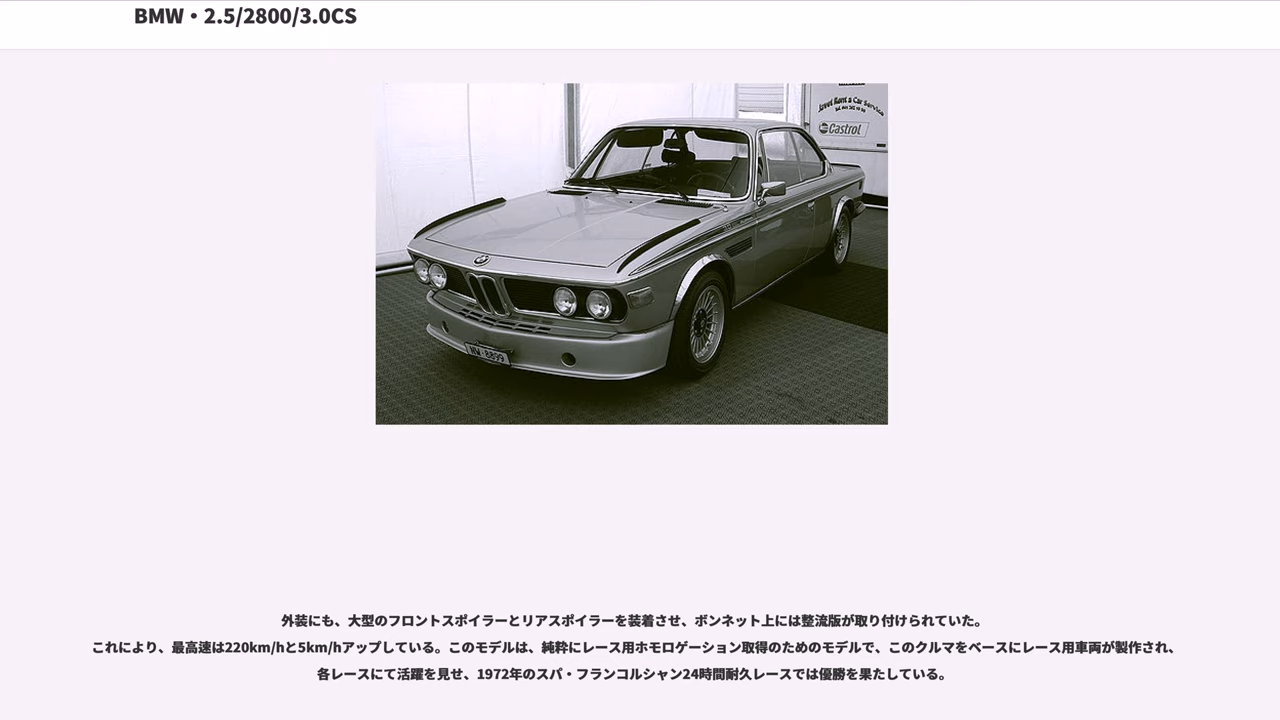 BMW・2.5/2800/3.0CS
Street Rent a Car Service
Castrol
NW·8899
外装にも、大型のフロントスポイラーとリアスポイラーを装着させ、ボンネット上には整流版が取り付けられていた。
これにより、最高速は220km/hと5km/hアップしている。このモデルは、純粋にレース用ホモロゲーション取得のためのモデルで、このクルマをベースにレース用車両が製作され、
各レースにて活躍を見せ、1972年のスパ・フランコルシャン24時間耐久レースでは優勝を果たしている。